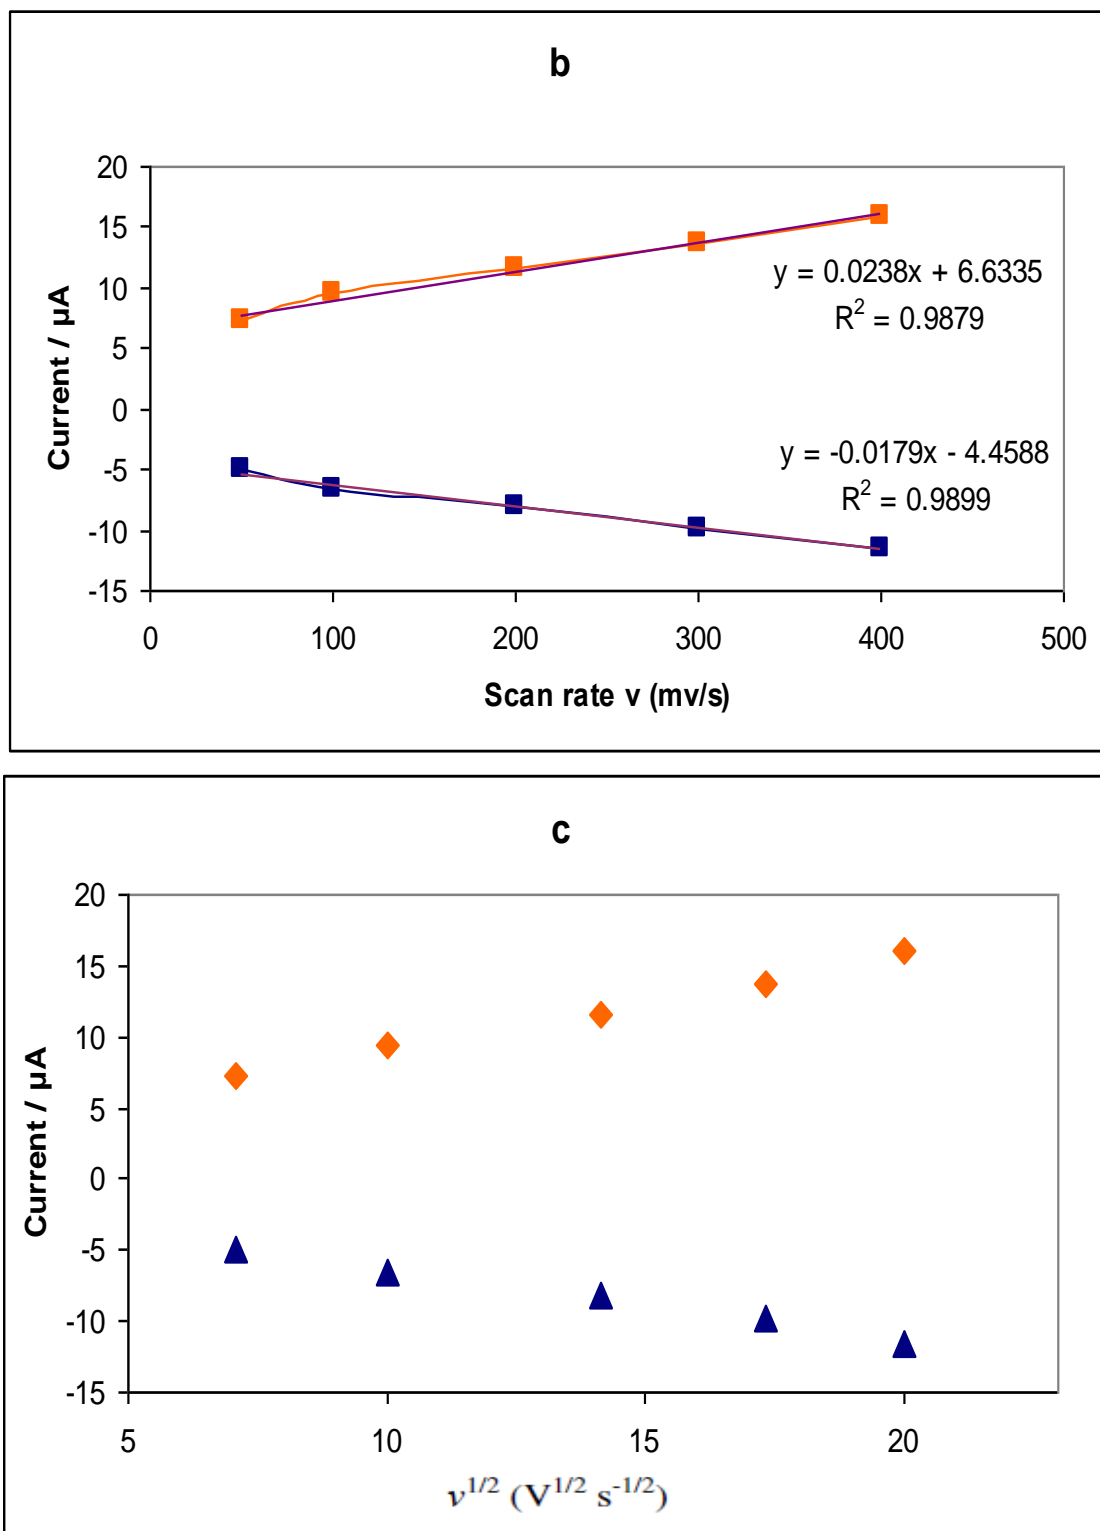 b
20
15
10
5
0
-5
-10
-15
Current / µA
y = 0.0238x + 6.6335
R² = 0.9879
y = -0.0179x - 4.4588
R² = 0.9899
0 100 200 300 400 500
Scan rate v (mv/s)
c
20
15
10
5
0
-5
-10
-15
Current / µA
5 10 15 20
v^1/2 (V^1/2 s^-1/2)